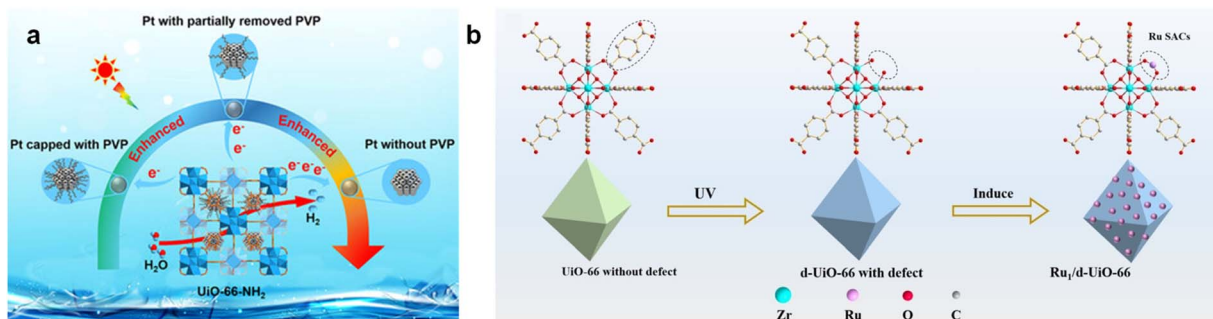 a
Pt with partially removed PVP
Enhanced
Enhanced
Pt capped with PVP
Pt without PVP
e-
e-
e-
e- e- e-
H2
H2O
UiO-66-NH2
b
Ru SACs
UV
Induce
UiO-66 without defect
d-UiO-66 with defect
Ru1/d-UiO-66
Zr Ru O C